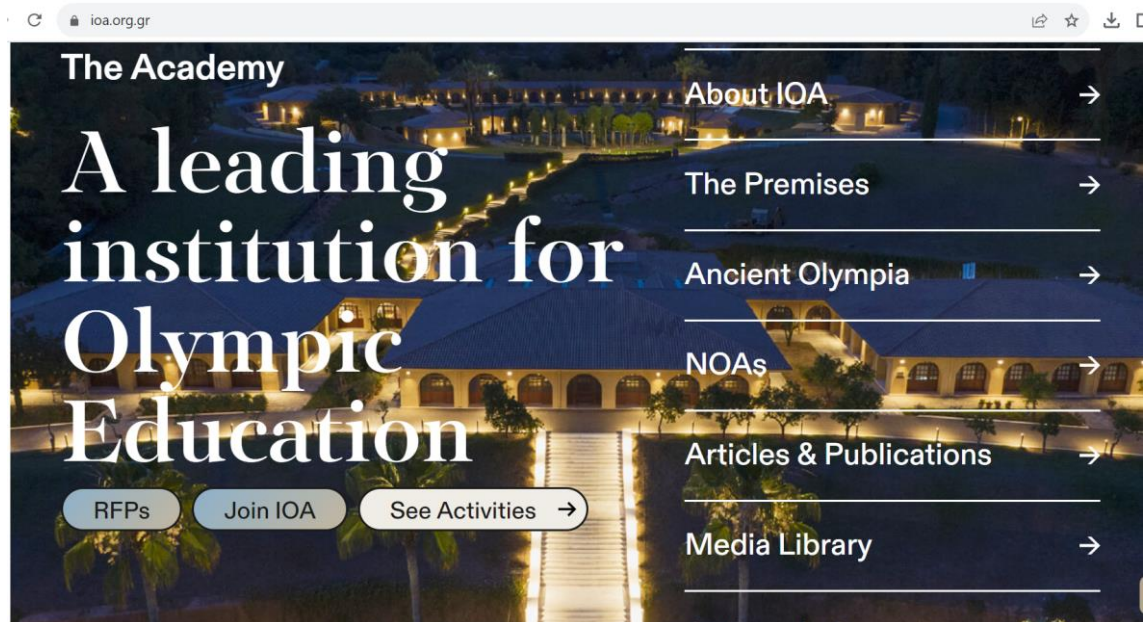 ioa.org.gr
The Academy
A leading
institution for
Olympic
Education
RFPs
Join IOA
See Activities →
About IOA →
The Premises →
Ancient Olympia →
NOAs →
Articles & Publications →
Media Library →